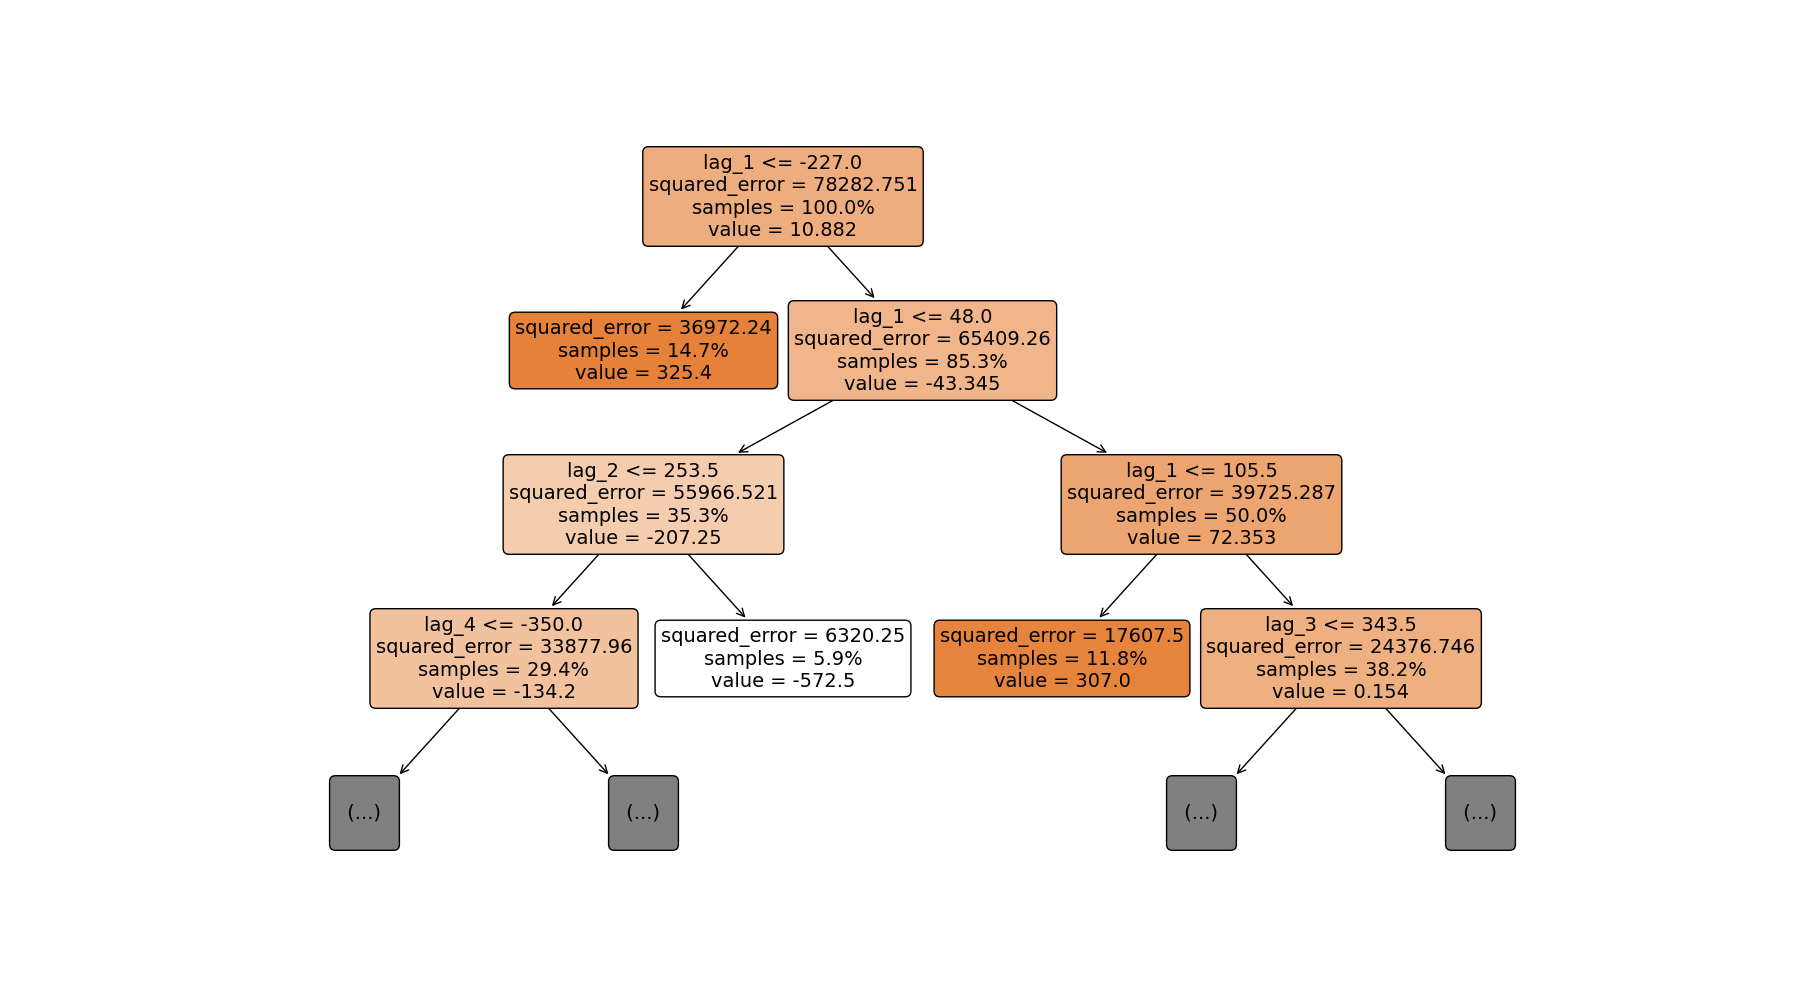 lag_1 <= -227.0
squared_error = 78282.751
samples = 100.0%
value = 10.882
squared_error = 36972.24
samples = 14.7%
value = 325.4
lag_1 <= 48.0
squared_error = 65409.26
samples = 85.3%
value = -43.345
lag_2 <= 253.5
squared_error = 55966.521
samples = 35.3%
value = -207.25
lag_1 <= 105.5
squared_error = 39725.287
samples = 50.0%
value = 72.353
lag_4 <= -350.0
squared_error = 33877.96
samples = 29.4%
value = -134.2
squared_error = 6320.25
samples = 5.9%
value = -572.5
squared_error = 17607.5
samples = 11.8%
value = 307.0
lag_3 <= 343.5
squared_error = 24376.746
samples = 38.2%
value = 0.154
(...)
(...)
(...)
(...)